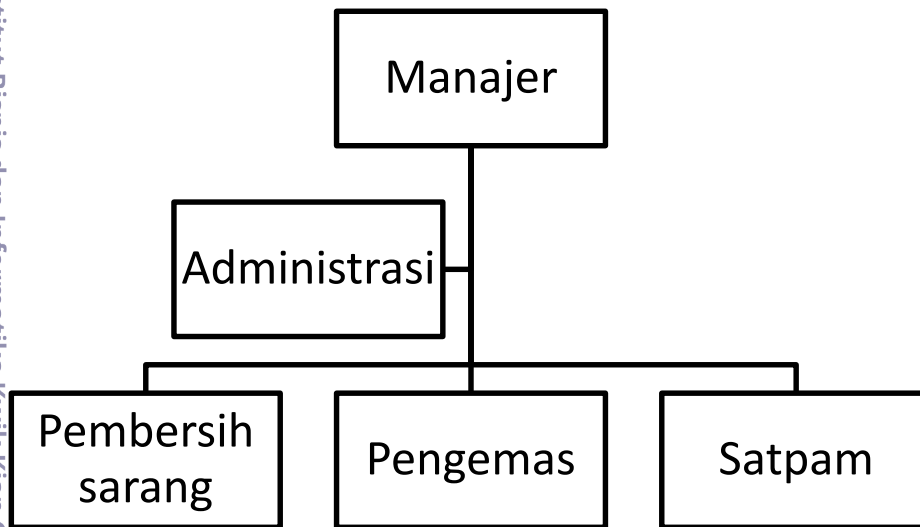 Manajer
Administrasi
Pembersih
sarang
Pengemas
Satpam